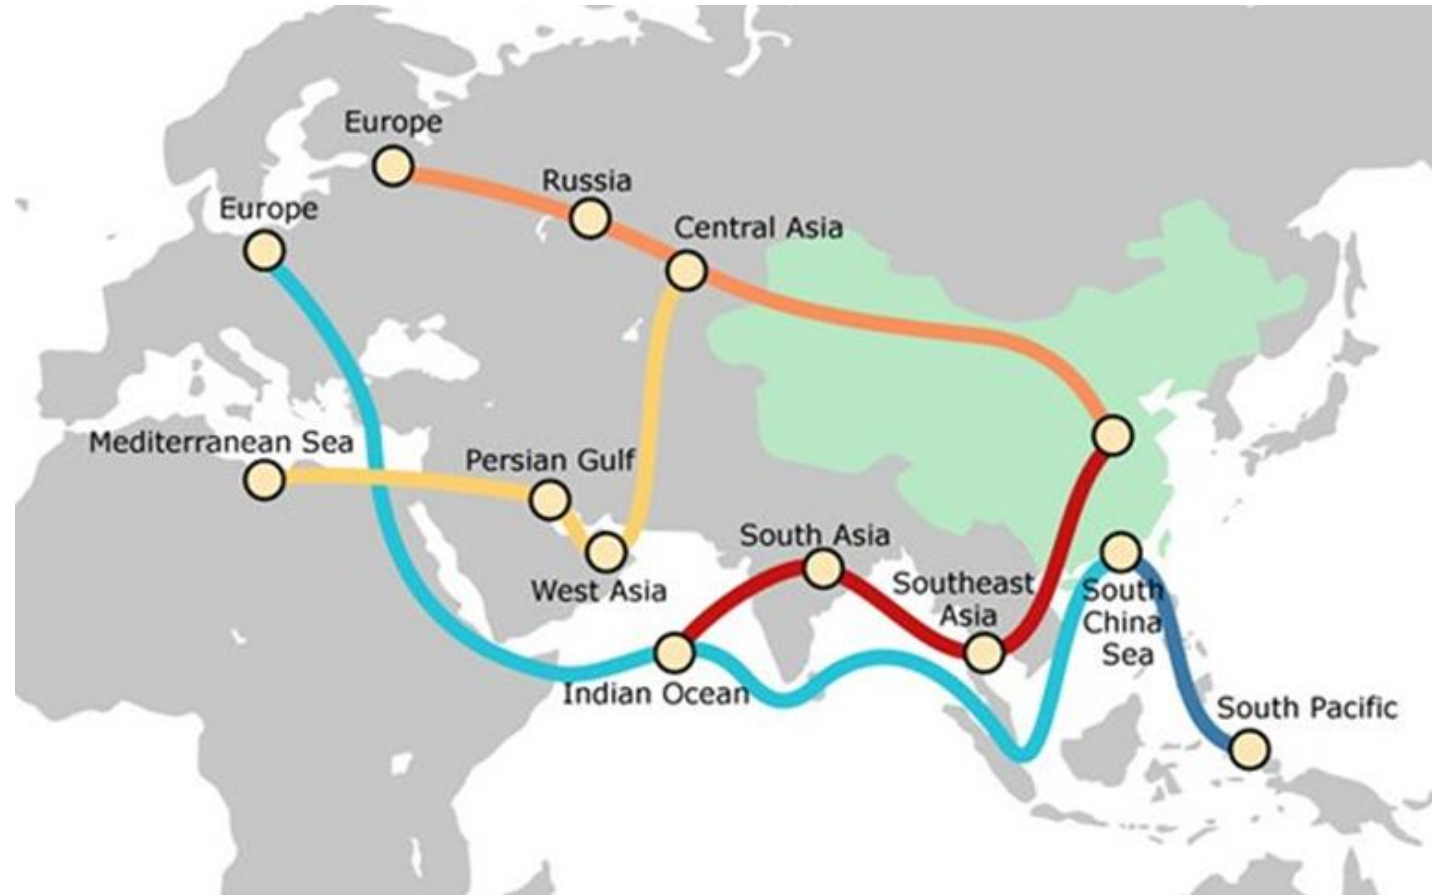 Europe
Russia
Europe
Central Asia
Mediterranean Sea
Persian Gulf
South Asia
West Asia
Southeast
Asia
South
China
Sea
Indian Ocean
South Pacific